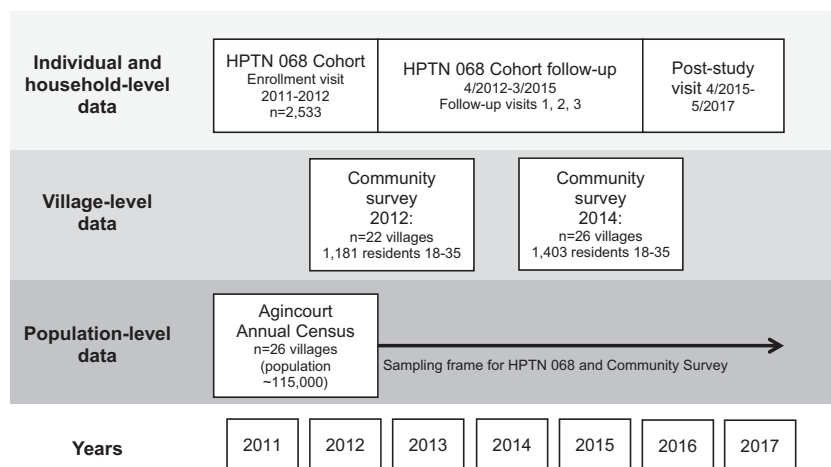 Individual and
household-level
data
HPTN 068 Cohort
Enrollment visit
2011-2012
n=2,533
HPTN 068 Cohort follow-up
4/2012-3/2015
Follow-up visits 1, 2, 3
Post-study
visit 4/2015-
5/2017
Village-level
data
Community
survey
2012:
n=22 villages
1,181 residents 18-35
Community
survey
2014:
n=26 villages
1,403 residents 18-35
Population-level
data
Agincourt
Annual Census
n=26 villages
(population
~115,000)
Sampling frame for HPTN 068 and Community Survey
Years
2011
2012
2013
2014
2015
2016
2017